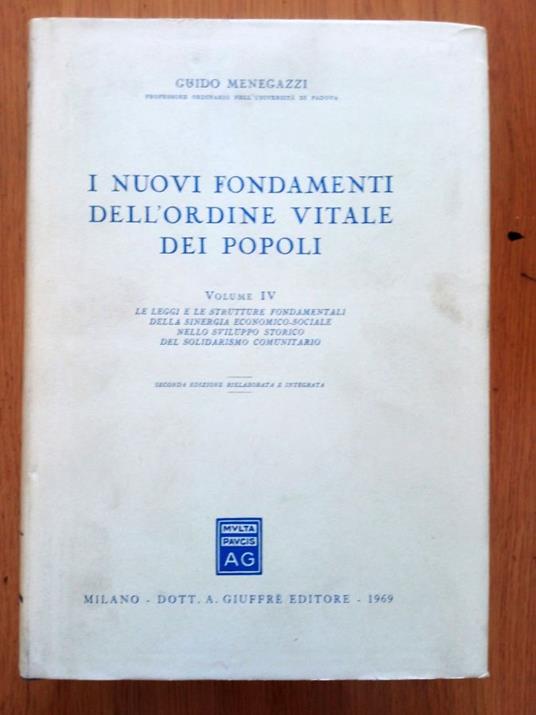 GUIDO MENEGAZZI
PROFESSORE ORDINARIO NELL'UNIVERSITÀ DI PADOVA
I NUOVI FONDAMENTI
DELL'ORDINE VITALE
DEI POPOLI
VOLUME IV
LE LEGGI E LE STRUTTURE FONDAMENTALI
DELLA SINERGIA ECONOMICO-SOCIALE
NELLO SVILUPPO STORICO
DEL SOLIDARISMO COMUNITARIO
SECONDA EDIZIONE RIELABORATA E INTEGRATA
MVLTA
PAVCIS
AG
MILANO - DOTT. A. GIUFFRÈ EDITORE - 1969